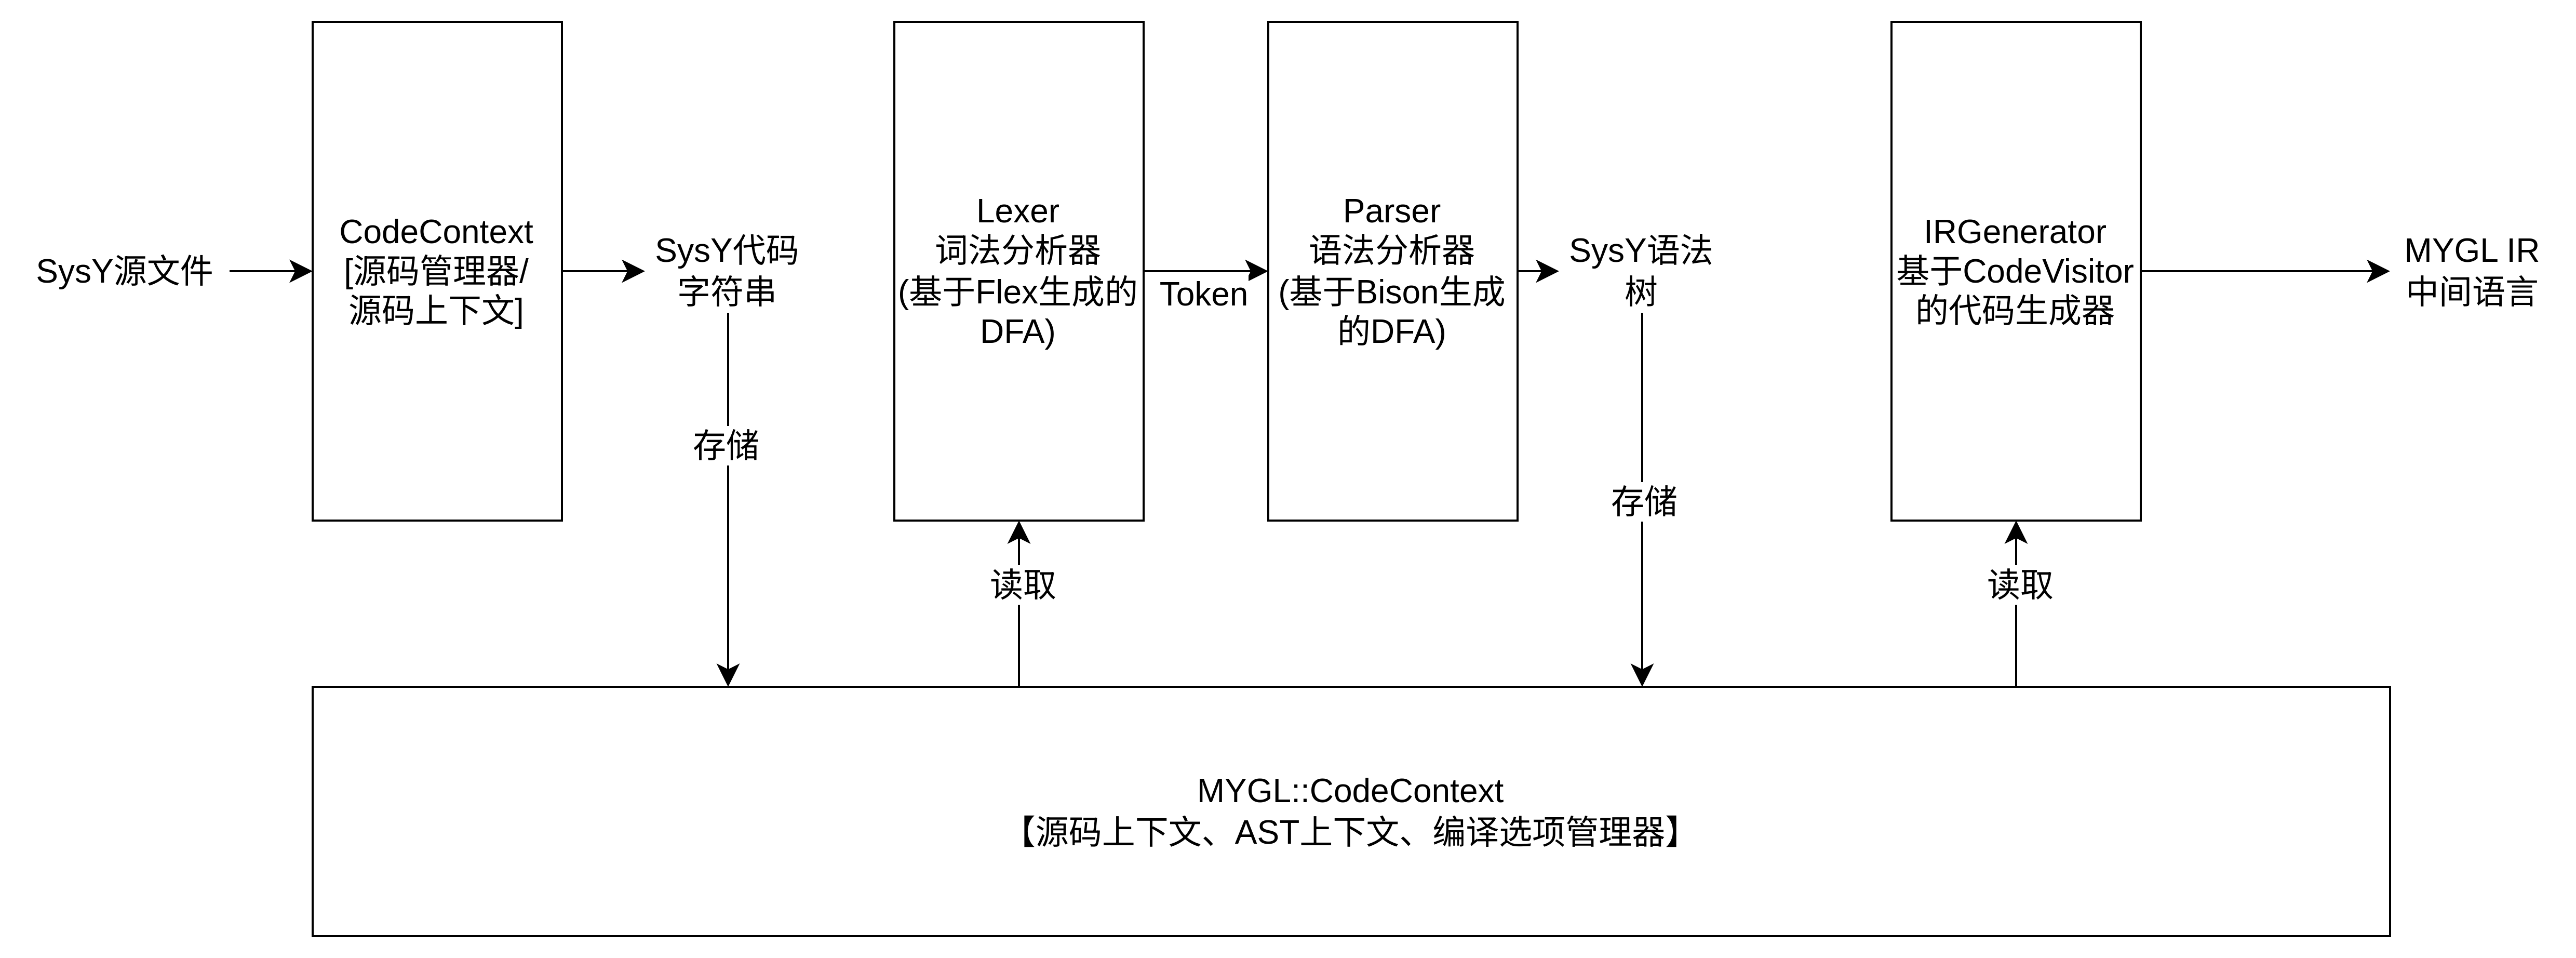 SysY源文件
CodeContext
[源码管理器/
源码上下文]
SysY代码
字符串
存储
Lexer
词法分析器
(基于Flex生成的
DFA)
读取
Token
Parser
语法分析器
(基于Bison生成
的DFA)
SysY语法
树
存储
IRGenerator
基于CodeVisitor
的代码生成器
读取
MYGL IR
中间语言
MYGL::CodeContext
【源码上下文、AST上下文、编译选项管理器】